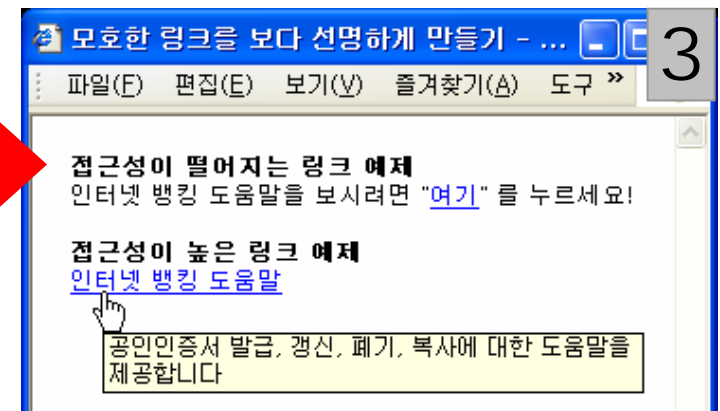 모호한 링크를 보다 선명하게 만들기 - ...
3
파일(F) 편집(E) 보기(V) 즐겨찾기(A) 도구 »
접근성이 떨어지는 링크 예제
인터넷 뱅킹 도움말을 보시려면 "여기" 를 누르세요!
접근성이 높은 링크 예제
인터넷 뱅킹 도움말
공인인증서 발급, 갱신, 폐기, 복사에 대한 도움말을
제공합니다